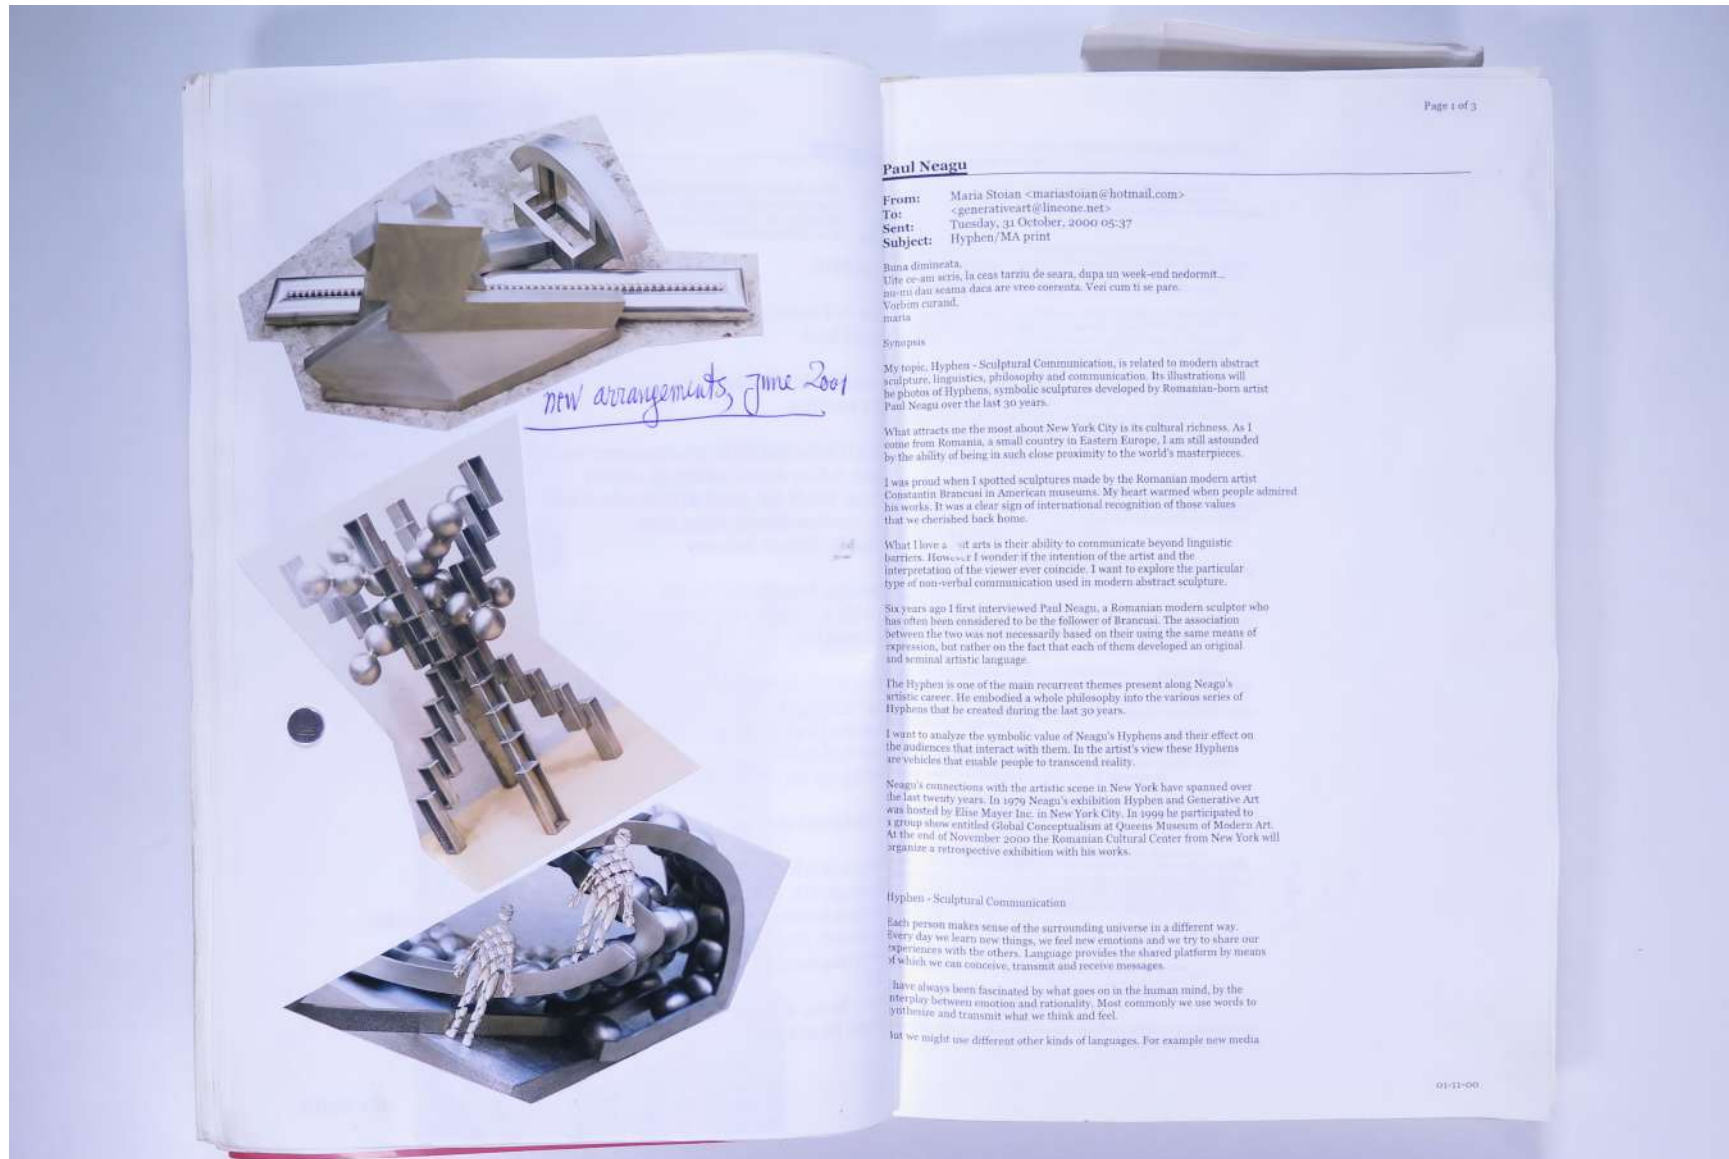 new arrangements, June 2001
Page 1 of 3
Paul Neagu
From: Maria Stoian <mariastoian@hotmail.com>
To: <generativeart@lineone.net>
Sent: Tuesday, 31 October, 2000 05:37
Subject: Hyphen/MA print
Buna dimineata,
Uite ce-am scris, la ceas tarziu de seara, dupa un week-end nedormit...
nu-mi dau seama daca are vreo coerenta. Vezi cum ti se pare.
Vorbim curand,
maria
Synopsis
My topic, Hyphen - Sculptural Communication, is related to modern abstract
sculpture, linguistics, philosophy and communication. Its illustrations will
be photos of Hyphens, symbolic sculptures developed by Romanian-born artist
Paul Neagu over the last 30 years.
What attracts me the most about New York City is its cultural richness. As I
come from Romania, a small country in Eastern Europe, I am still astounded
by the ability of being in such close proximity to the world's masterpieces.
I was proud when I spotted sculptures made by the Romanian modern artist
Constantin Brancusi in American museums. My heart warmed when people admired
his works. It was a clear sign of international recognition of those values
that we cherished back home.
What I love a it arts is their ability to communicate beyond linguistic
barriers. However I wonder if the intention of the artist and the
interpretation of the viewer ever coincide. I want to explore the particular
type of non-verbal communication used in modern abstract sculpture.
Six years ago I first interviewed Paul Neagu, a Romanian modern sculptor who
has often been considered to be the follower of Brancusi. The association
between the two was not necessarily based on their using the same means of
expression, but rather on the fact that each of them developed an original
and seminal artistic language.
The Hyphen is one of the main recurrent themes present along Neagu's
artistic career. He embodied a whole philosophy into the various series of
Hyphens that he created during the last 30 years.
I want to analyze the symbolic value of Neagu's Hyphens and their effect on
the audiences that interact with them. In the artist's view these Hyphens
are vehicles that enable people to transcend reality.
Neagu's connections with the artistic scene in New York have spanned over
the last twenty years. In 1979 Neagu's exhibition Hyphen and Generative Art
was hosted by Elise Mayer Inc. in New York City. In 1999 he participated to
a group show entitled Global Conceptualism at Queens Museum of Modern Art.
At the end of November 2000 the Romanian Cultural Center from New York will
organize a retrospective exhibition with his works.
Hyphen - Sculptural Communication
Each person makes sense of the surrounding universe in a different way.
Every day we learn new things, we feel new emotions and we try to share our
experiences with the others. Language provides the shared platform by means
of which we can conceive, transmit and receive messages.
have always been fascinated by what goes on in the human mind, by the
nterplay between emotion and rationality. Most commonly we use words to
ynthesize and transmit what we think and feel.
But we might use different other kinds of languages. For example new media
01-11-00